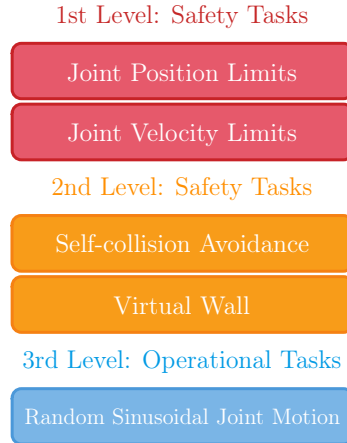 1st Level: Safety Tasks
Joint Position Limits
Joint Velocity Limits
2nd Level: Safety Tasks
Self-collision Avoidance
Virtual Wall
3rd Level: Operational Tasks
Random Sinusoidal Joint Motion